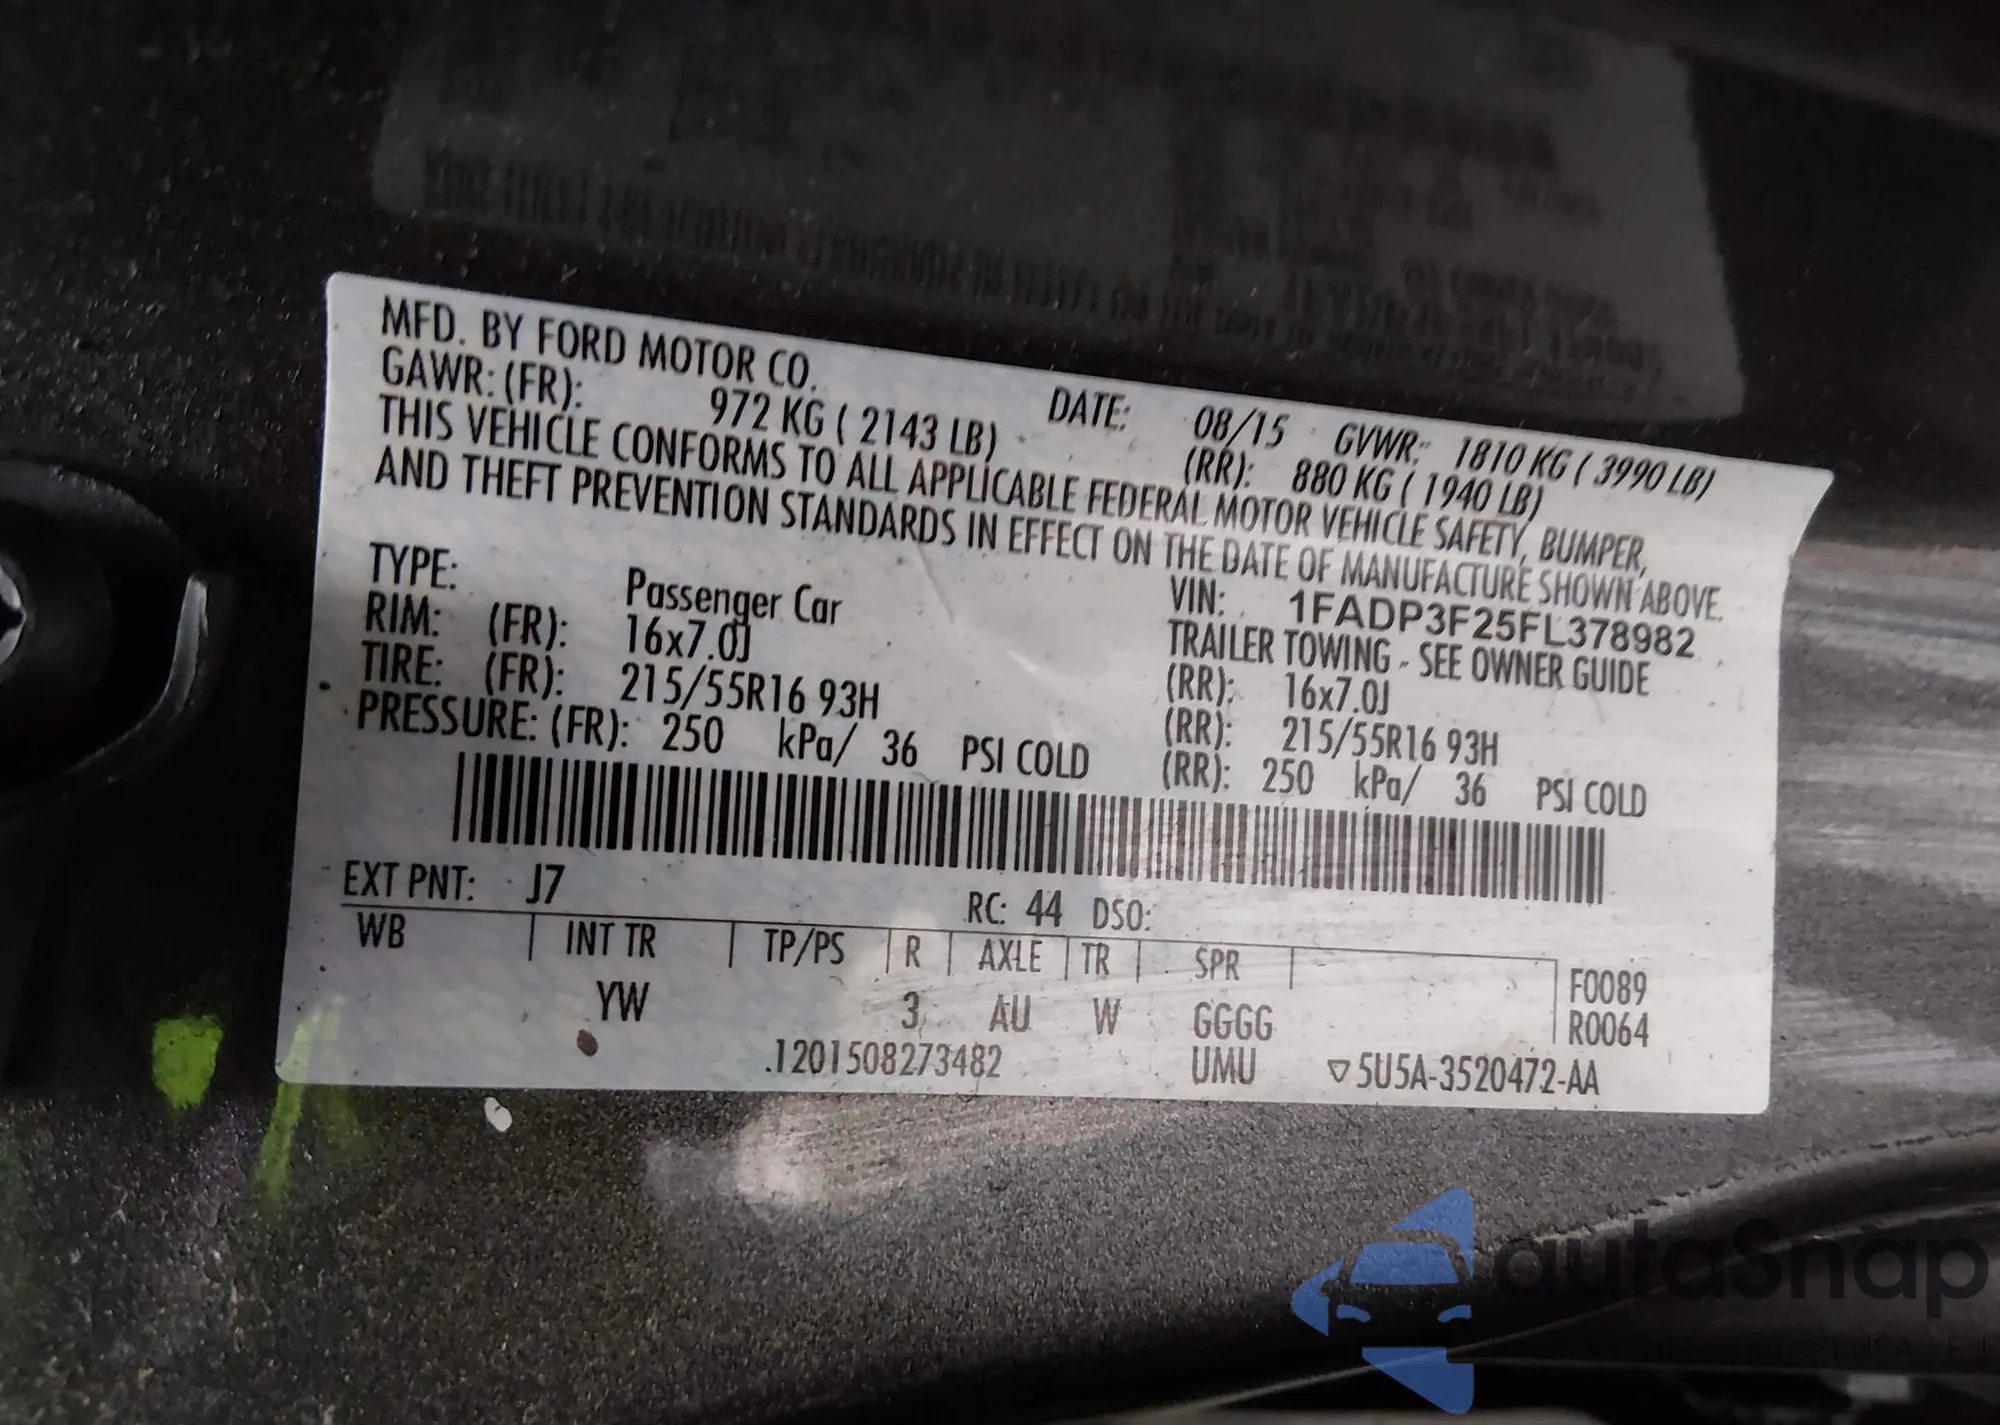 MFD. BY FORD MOTOR CO.
DATE: 08/15 GVWR: 1810 KG ( 3990 LB)
GAWR: (FR): 972 KG ( 2143 LB) (RR): 880 KG ( 1940 LB)
THIS VEHICLE CONFORMS TO ALL APPLICABLE FEDERAL MOTOR VEHICLE SAFETY, BUMPER,
AND THEFT PREVENTION STANDARDS IN EFFECT ON THE DATE OF MANUFACTURE SHOWN ABOVE.
VIN: 1FADP3F25FL378982
TYPE: Passenger Car TRAILER TOWING - SEE OWNER GUIDE
RIM: (FR): 16x7.0J (RR): 16x7.0J
TIRE: (FR): 215/55R16 93H (RR): 215/55R16 93H
PRESSURE: (FR): 250 kPa/ 36 PSI COLD (RR): 250 kPa/ 36 PSI COLD
EXT PNT: J7 RC: 44 DSO:
WB INT TR TP/PS R AXLE TR SPR F0089
YW 3 AU W GGGG R0064
.1201508273482 UMU ▽5U5A-3520472-AA
autaSnap